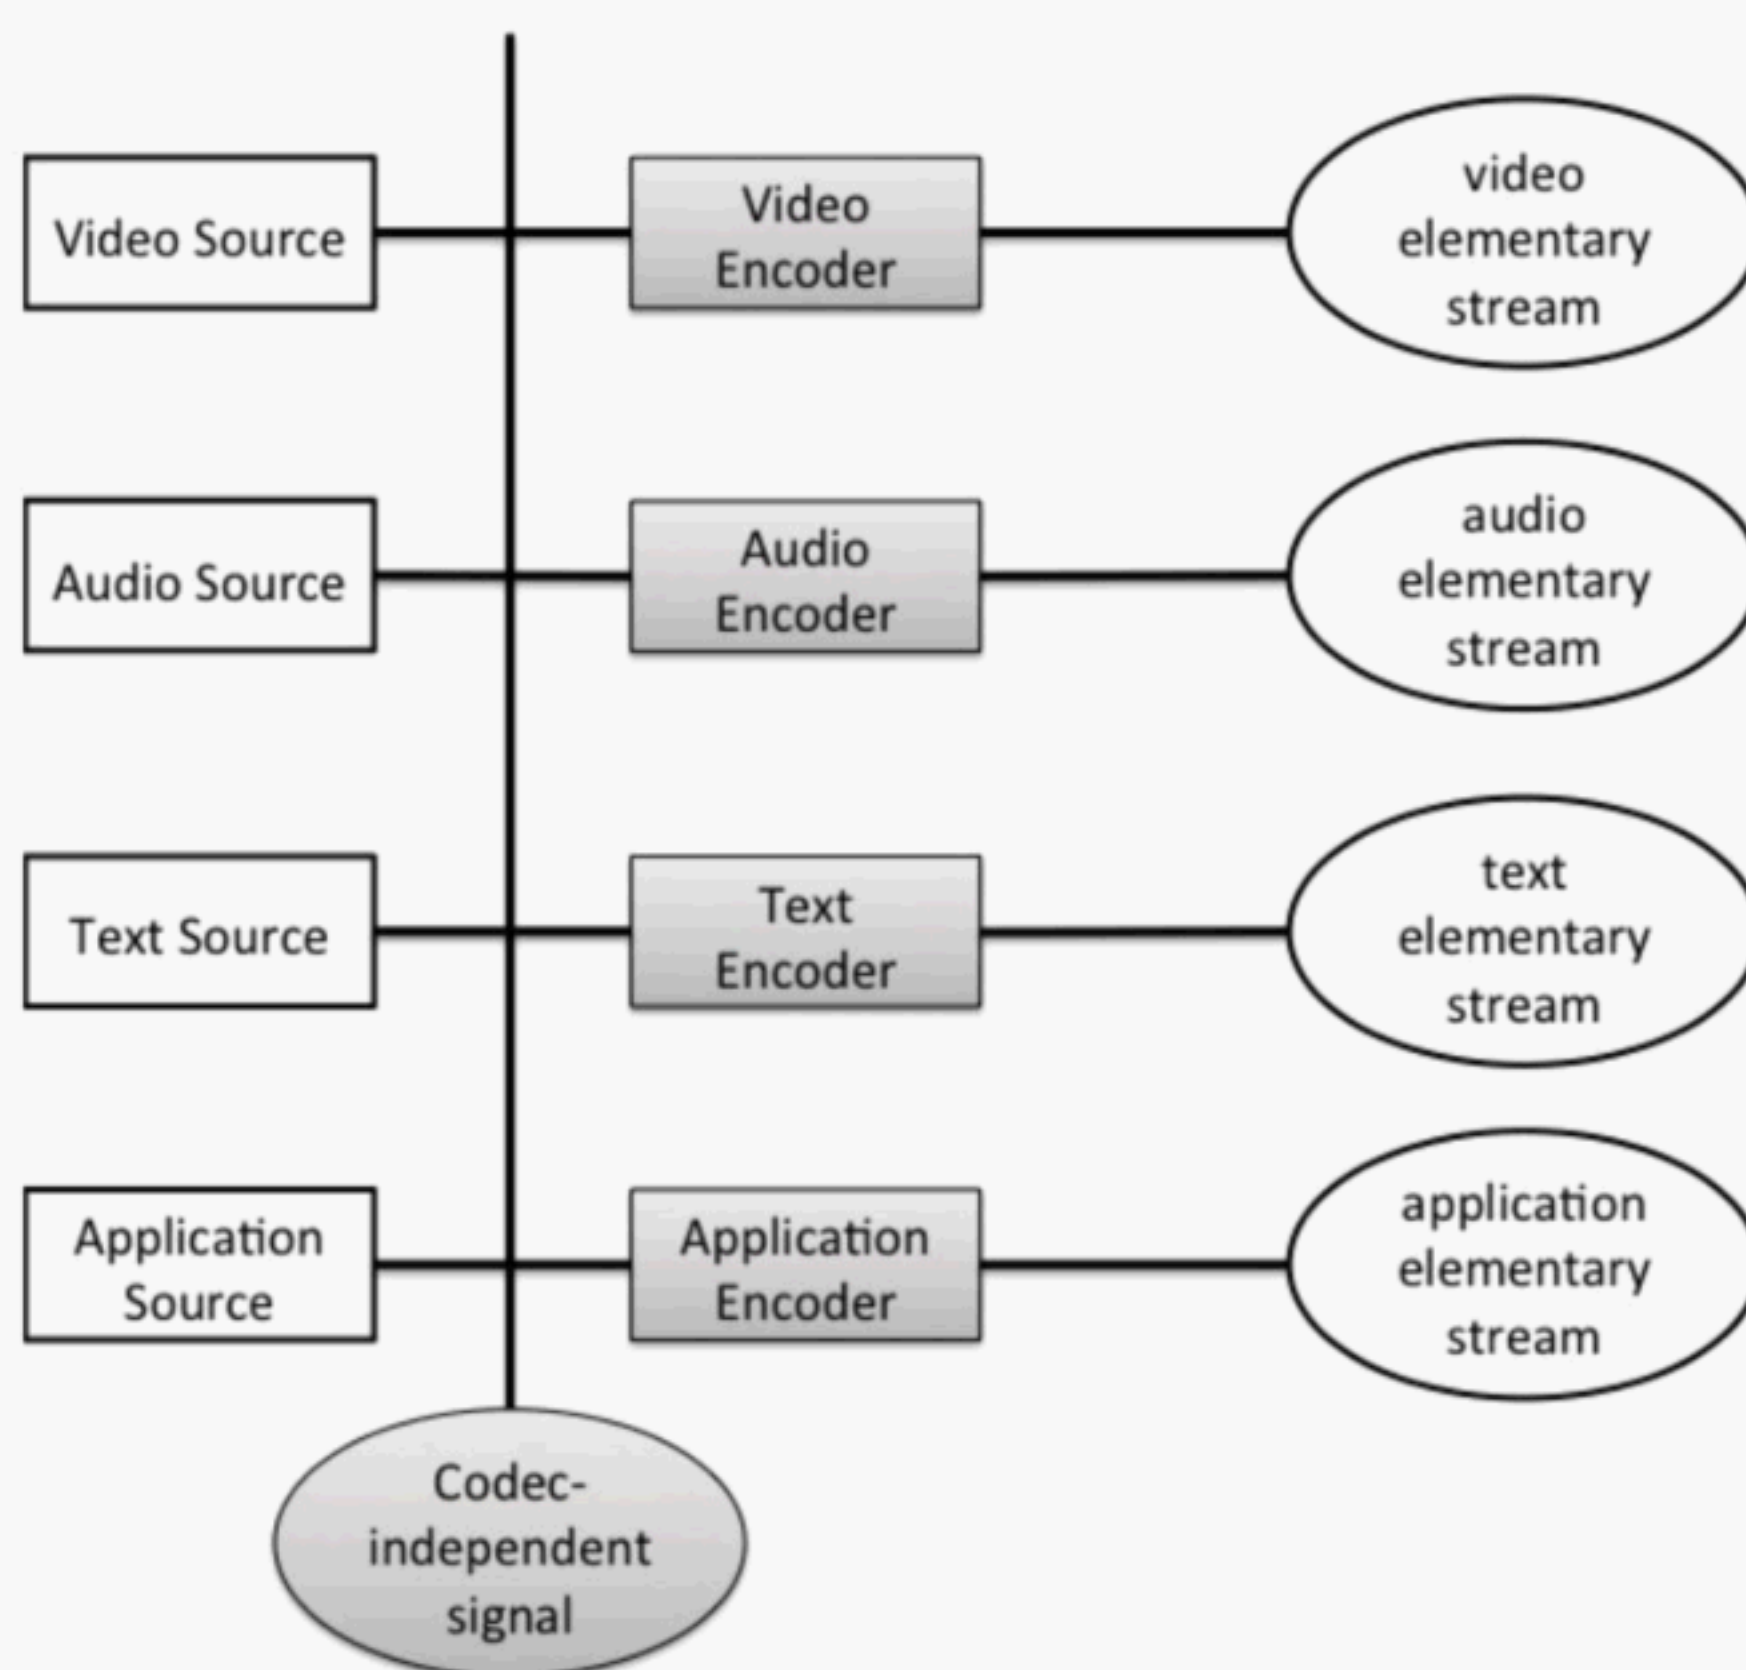 Video Source
Video
Encoder
video
elementary
stream
Audio Source
Audio
Encoder
audio
elementary
stream
Text Source
Text
Encoder
text
elementary
stream
Application
Source
Application
Encoder
application
elementary
stream
Codec-
independent
signal